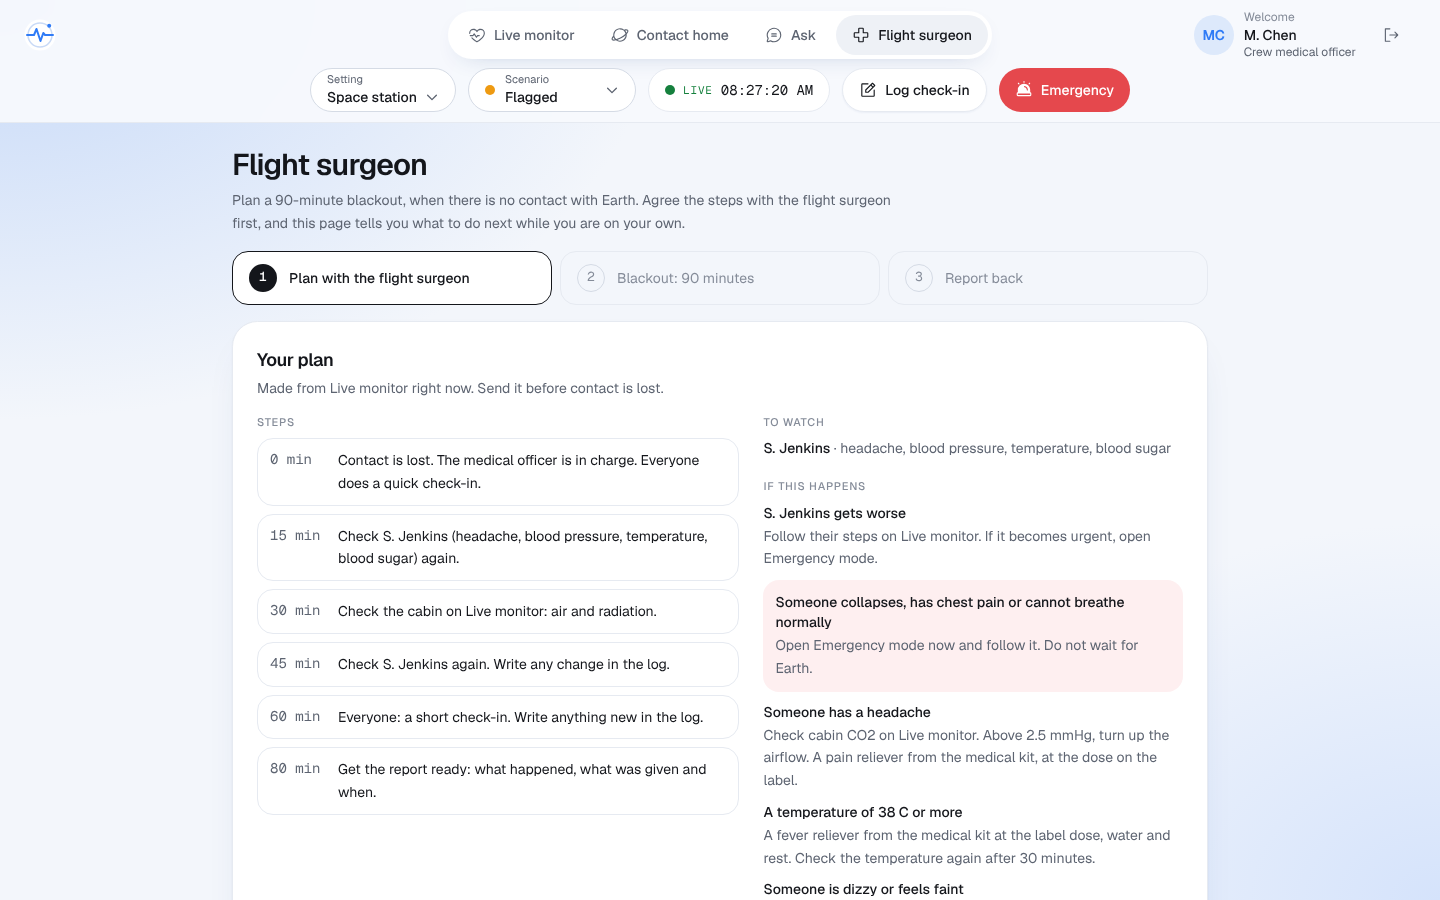 Live monitor
Contact home
Ask
Flight surgeon
MC
Welcome
M. Chen
Crew medical officer
Setting
Space station
Scenario
Flagged
LIVE 08:27:20 AM
Log check-in
Emergency
Flight surgeon
Plan a 90-minute blackout, when there is no contact with Earth. Agree the steps with the flight surgeon
first, and this page tells you what to do next while you are on your own.
1 Plan with the flight surgeon
2 Blackout: 90 minutes
3 Report back
Your plan
Made from Live monitor right now. Send it before contact is lost.
STEPS
0 min Contact is lost. The medical officer is in charge. Everyone
does a quick check-in.
15 min Check S. Jenkins (headache, blood pressure, temperature,
blood sugar) again.
30 min Check the cabin on Live monitor: air and radiation.
45 min Check S. Jenkins again. Write any change in the log.
60 min Everyone: a short check-in. Write anything new in the log.
80 min Get the report ready: what happened, what was given and
when.
TO WATCH
S. Jenkins · headache, blood pressure, temperature, blood sugar
IF THIS HAPPENS
S. Jenkins gets worse
Follow their steps on Live monitor. If it becomes urgent, open
Emergency mode.
Someone collapses, has chest pain or cannot breathe
normally
Open Emergency mode now and follow it. Do not wait for
Earth.
Someone has a headache
Check cabin CO2 on Live monitor. Above 2.5 mmHg, turn up the
airflow. A pain reliever from the medical kit, at the dose on the
label.
A temperature of 38 C or more
A fever reliever from the medical kit at the label dose, water and
rest. Check the temperature again after 30 minutes.
Someone is dizzy or feels faint